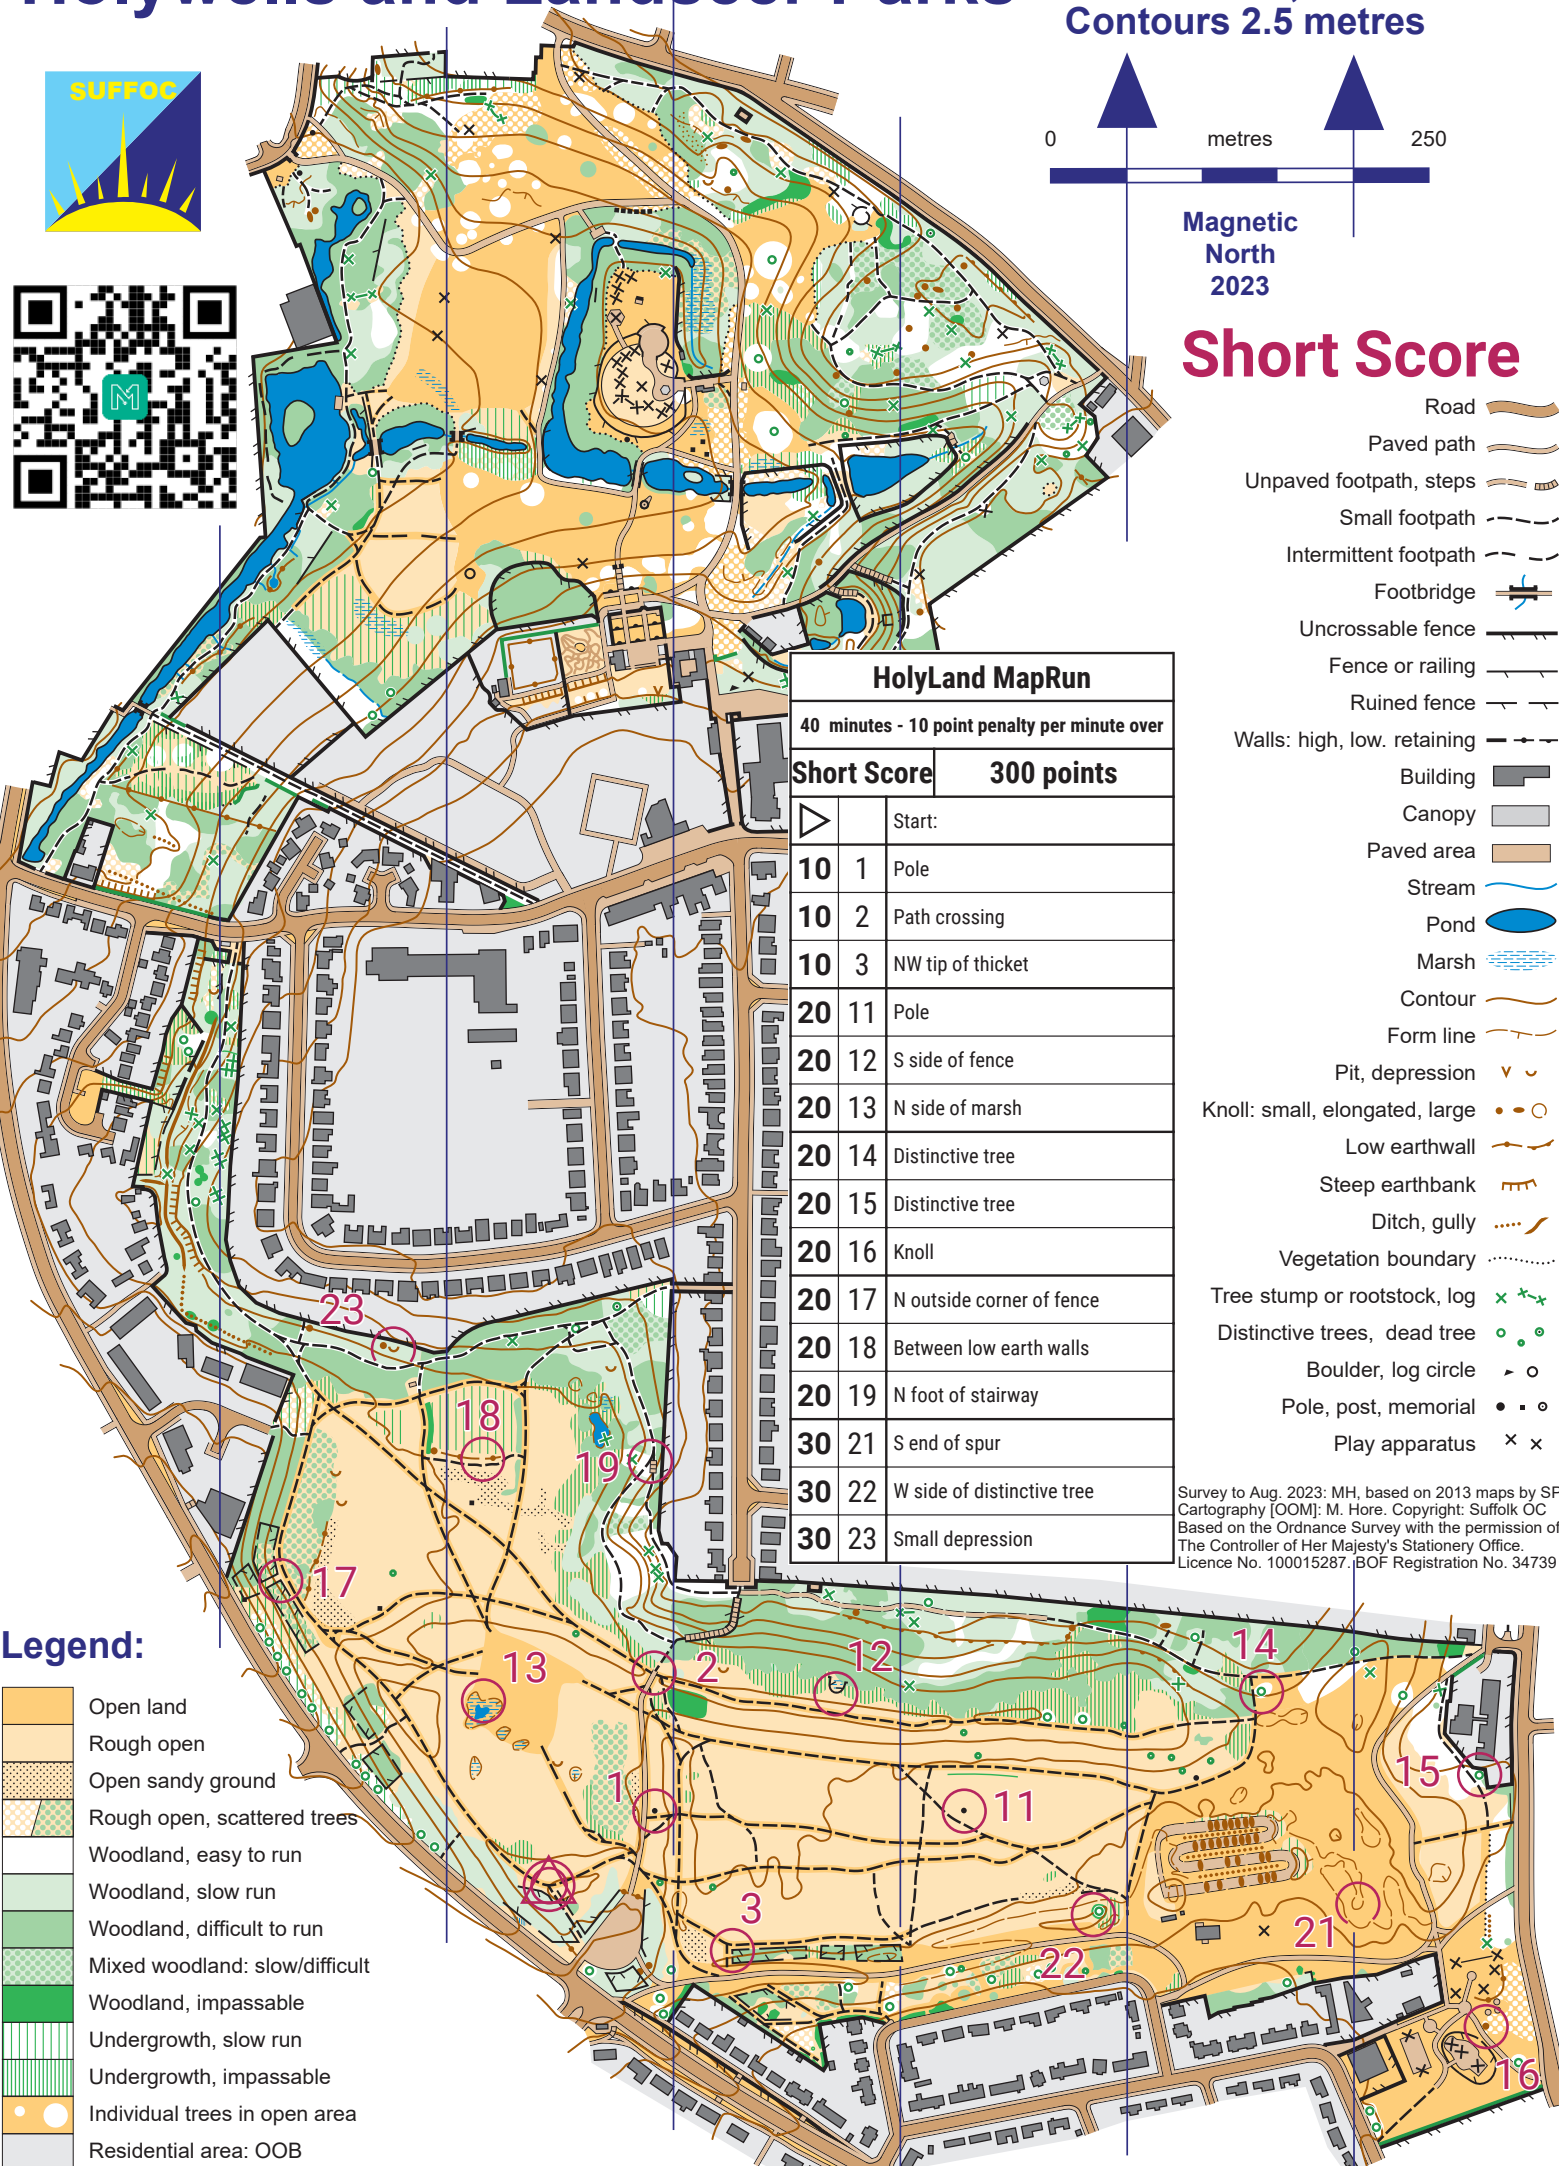 Contours 2.5 metres
SUFFOC
0 metres 250
Magnetic
North
2023
M
Short Score
Road
Paved path
Unpaved footpath, steps
Small footpath
Intermittent footpath
Footbridge
Uncrossable fence
Fence or railing
Ruined fence
Walls: high, low. retaining
Building
Canopy
Paved area
Stream
Pond
Marsh
Contour
Form line
Pit, depression
Knoll: small, elongated, large
Low earthwall
Steep earthbank
Ditch, gully
Vegetation boundary
Tree stump or rootstock, log
Distinctive trees, dead tree
Boulder, log circle
Pole, post, memorial
Play apparatus
HolyLand MapRun
40 minutes - 10 point penalty per minute over
Short Score 300 points
Start:
10 1 Pole
10 2 Path crossing
10 3 NW tip of thicket
20 11 Pole
20 12 S side of fence
20 13 N side of marsh
20 14 Distinctive tree
20 15 Distinctive tree
20 16 Knoll
20 17 N outside corner of fence
20 18 Between low earth walls
20 19 N foot of stairway
30 21 S end of spur
30 22 W side of distinctive tree
30 23 Small depression
Survey to Aug. 2023: MH, based on 2013 maps by SP
Cartography [OOM]: M. Hore. Copyright: Suffolk OC
Based on the Ordnance Survey with the permission of
The Controller of Her Majesty's Stationery Office.
Licence No. 100015287. BOF Registration No. 34739
23
18
19
17
13
2
12
14
1
11
15
3
22
21
16
Legend:
Open land
Rough open
Open sandy ground
Rough open, scattered trees
Woodland, easy to run
Woodland, slow run
Woodland, difficult to run
Mixed woodland: slow/difficult
Woodland, impassable
Undergrowth, slow run
Undergrowth, impassable
Individual trees in open area
Residential area: OOB